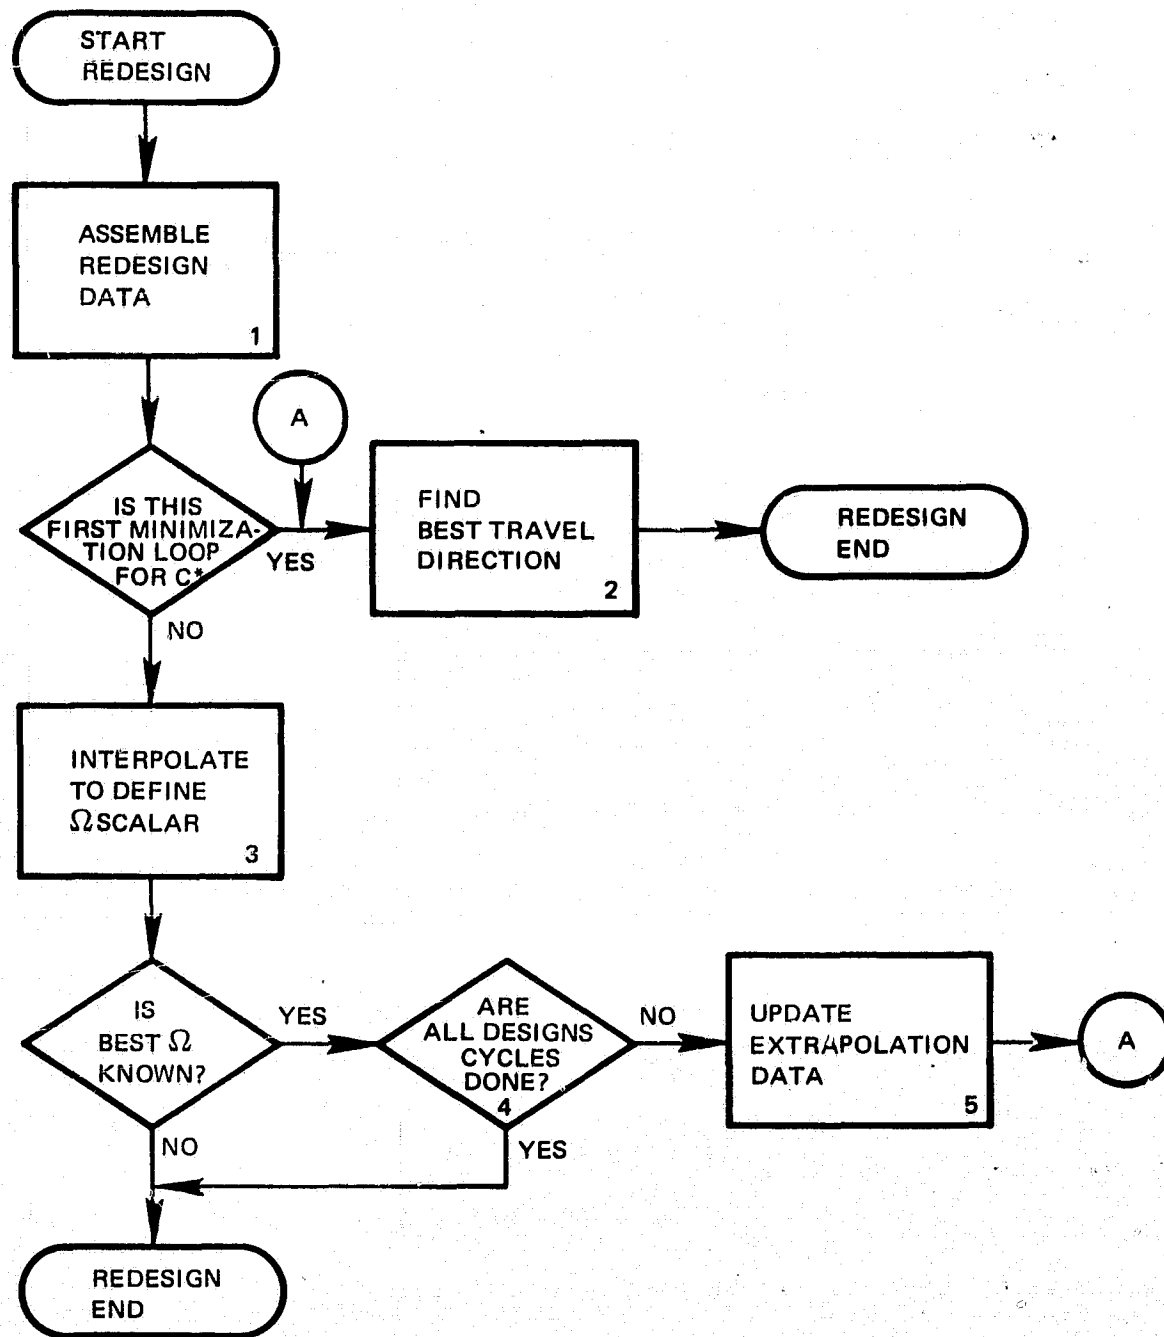 START
REDESIGN
ASSEMBLE
REDESIGN
DATA
1
A
IS THIS
FIRST MINIMIZA-
TION LOOP
FOR C*
YES
FIND
BEST TRAVEL
DIRECTION
2
REDESIGN
END
NO
INTERPOLATE
TO DEFINE
Ω SCALAR
3
IS
BEST Ω
KNOWN?
YES
ARE
ALL DESIGNS
CYCLES
DONE?
4
NO
UPDATE
EXTRAPOLATION
DATA
5
A
NO
YES
REDESIGN
END